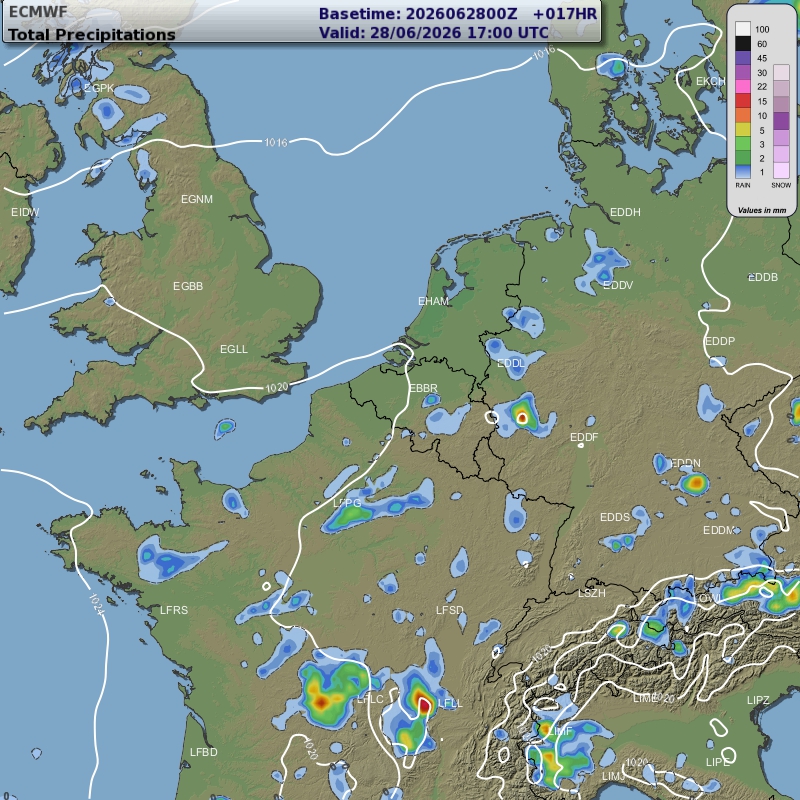 ECMWF
Basetime: 2026062800Z +017HR
Total Precipitations
Valid: 28/06/2026 17:00 UTC
100
60
45
30
22
15
10
5
3
2
1
RAIN
SNOW
Values in mm
1016
EGPK
EKCH
1016
EIDW
EGNM
EDDH
EGBB
EDDV
EDDB
EHAM
EGLL
EDDP
EDDL
1020
EBBR
EDDF
EDDN
LFPG
EDDS
EDDM
1024
LFRS
LFSD
LSZH
LOWI
1020
LFLC
LFLL
LIME
1020
LIPZ
LIMF
LFBD
1020
LIPE
1020
LIMJ